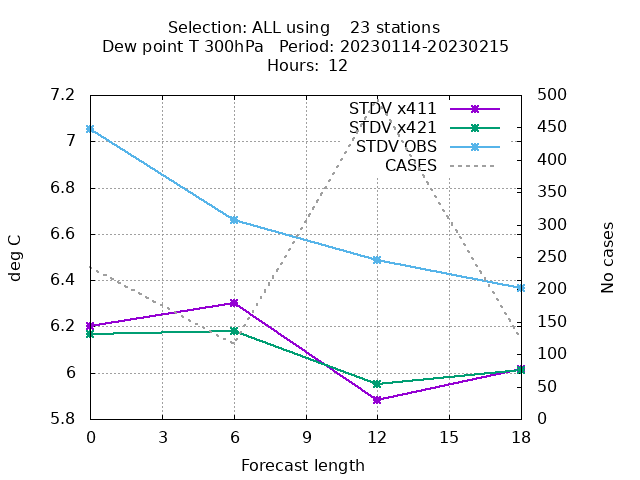 Selection: ALL using    23 stations
Dew point T 300hPa   Period: 20230114-20230215
Hours:  12
7.2
7
6.8
6.6
6.4
6.2
6
5.8
deg C
STDV x411
STDV x421
STDV OBS
CASES
500
450
400
350
300
250
200
150
100
50
0
No cases
0 3 6 9 12 15 18
Forecast length